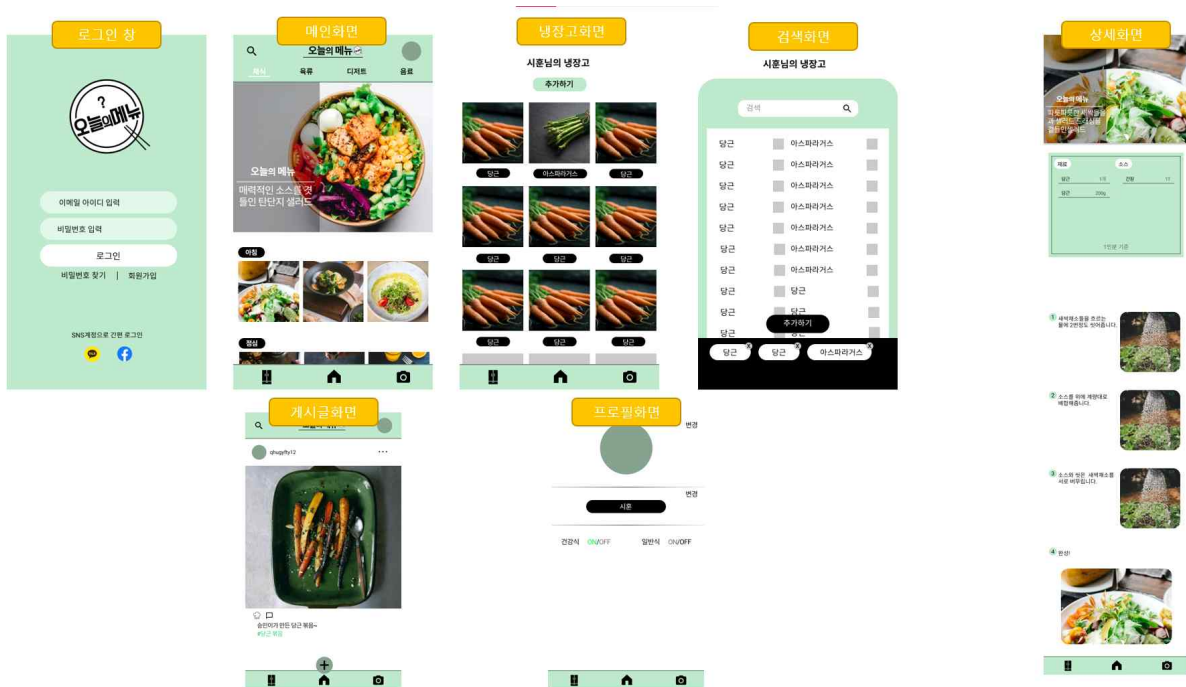 로그인 창
?
오늘의메뉴
이메일 아이디 입력
비밀번호 입력
로그인
비밀번호 찾기 | 회원가입
SNS계정으로 간편 로그인
메인화면
오늘의메뉴
채식 육류 디저트 음료
오늘의 메뉴
매력적인 소스를 곁
들인 탄단지 샐러드
아침
점심
냉장고화면
시훈님의 냉장고
추가하기
당근 아스파라거스 당근
당근 당근 당근
당근 당근 당근
검색화면
시훈님의 냉장고
검색
당근 아스파라거스
당근 아스파라거스
당근 아스파라거스
당근 아스파라거스
당근 아스파라거스
당근 아스파라거스
당근 아스파라거스
당근 당근
당근 당근
당근
추가하기
당근 당근 아스파라거스
상세화면
오늘의 메뉴
재료 소스
당근 간장 1T
당근 200g
1인분 기준
1 새싹채소들을 흐르는
물에 2번정도 씻어줍니다.
2 소스를 위에 계량대로
배합해줍니다.
3 소스와 씻은 새싹채소를
서로 버무립니다.
4 완성!
게시글화면
qhugyfty12
승민이가 만든 당근 볶음~
#당근 볶음
프로필화면
변경
변경
시훈
건강식 ON/OFF 일반식 ON/OFF